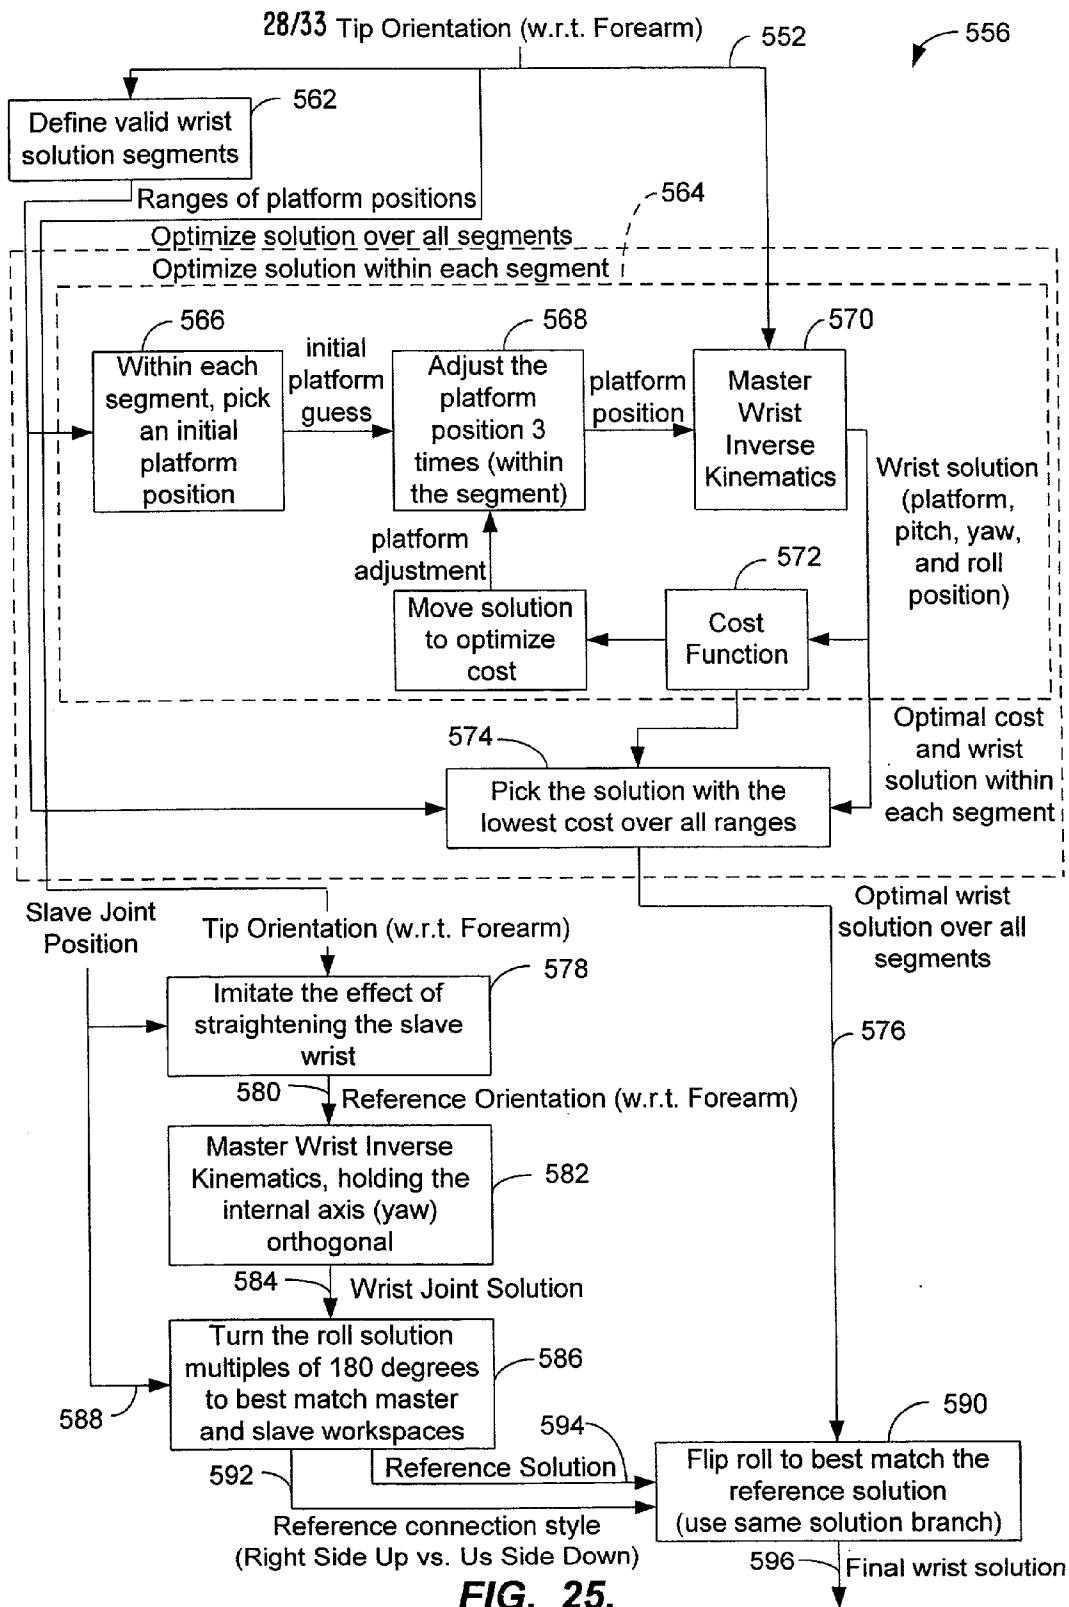 28/33 Tip Orientation (w.r.t. Forearm)
552
556
562
Define valid wrist
solution segments
Ranges of platform positions
564
Optimize solution over all segments
Optimize solution within each segment
566
568
570
Within each
segment, pick
an initial
platform
position
initial
platform
guess
Adjust the
platform
position 3
times (within
the segment)
platform
position
Master
Wrist
Inverse
Kinematics
Wrist solution
(platform,
pitch, yaw,
and roll
position)
platform
adjustment
572
Move solution
to optimize
cost
Cost
Function
574
Optimal cost
and wrist
solution within
each segment
Pick the solution with the
lowest cost over all ranges
Slave Joint
Position
Optimal wrist
solution over all
segments
Tip Orientation (w.r.t. Forearm)
578
Imitate the effect of
straightening the slave
wrist
576
580
Reference Orientation (w.r.t. Forearm)
Master Wrist Inverse
Kinematics, holding the
internal axis (yaw)
orthogonal
582
584
Wrist Joint Solution
Turn the roll solution
multiples of 180 degrees
to best match master
and slave workspaces
586
588
590
594
592
Reference Solution
Flip roll to best match the
reference solution
(use same solution branch)
Reference connection style
(Right Side Up vs. Us Side Down)
596
Final wrist solution
FIG. 25.